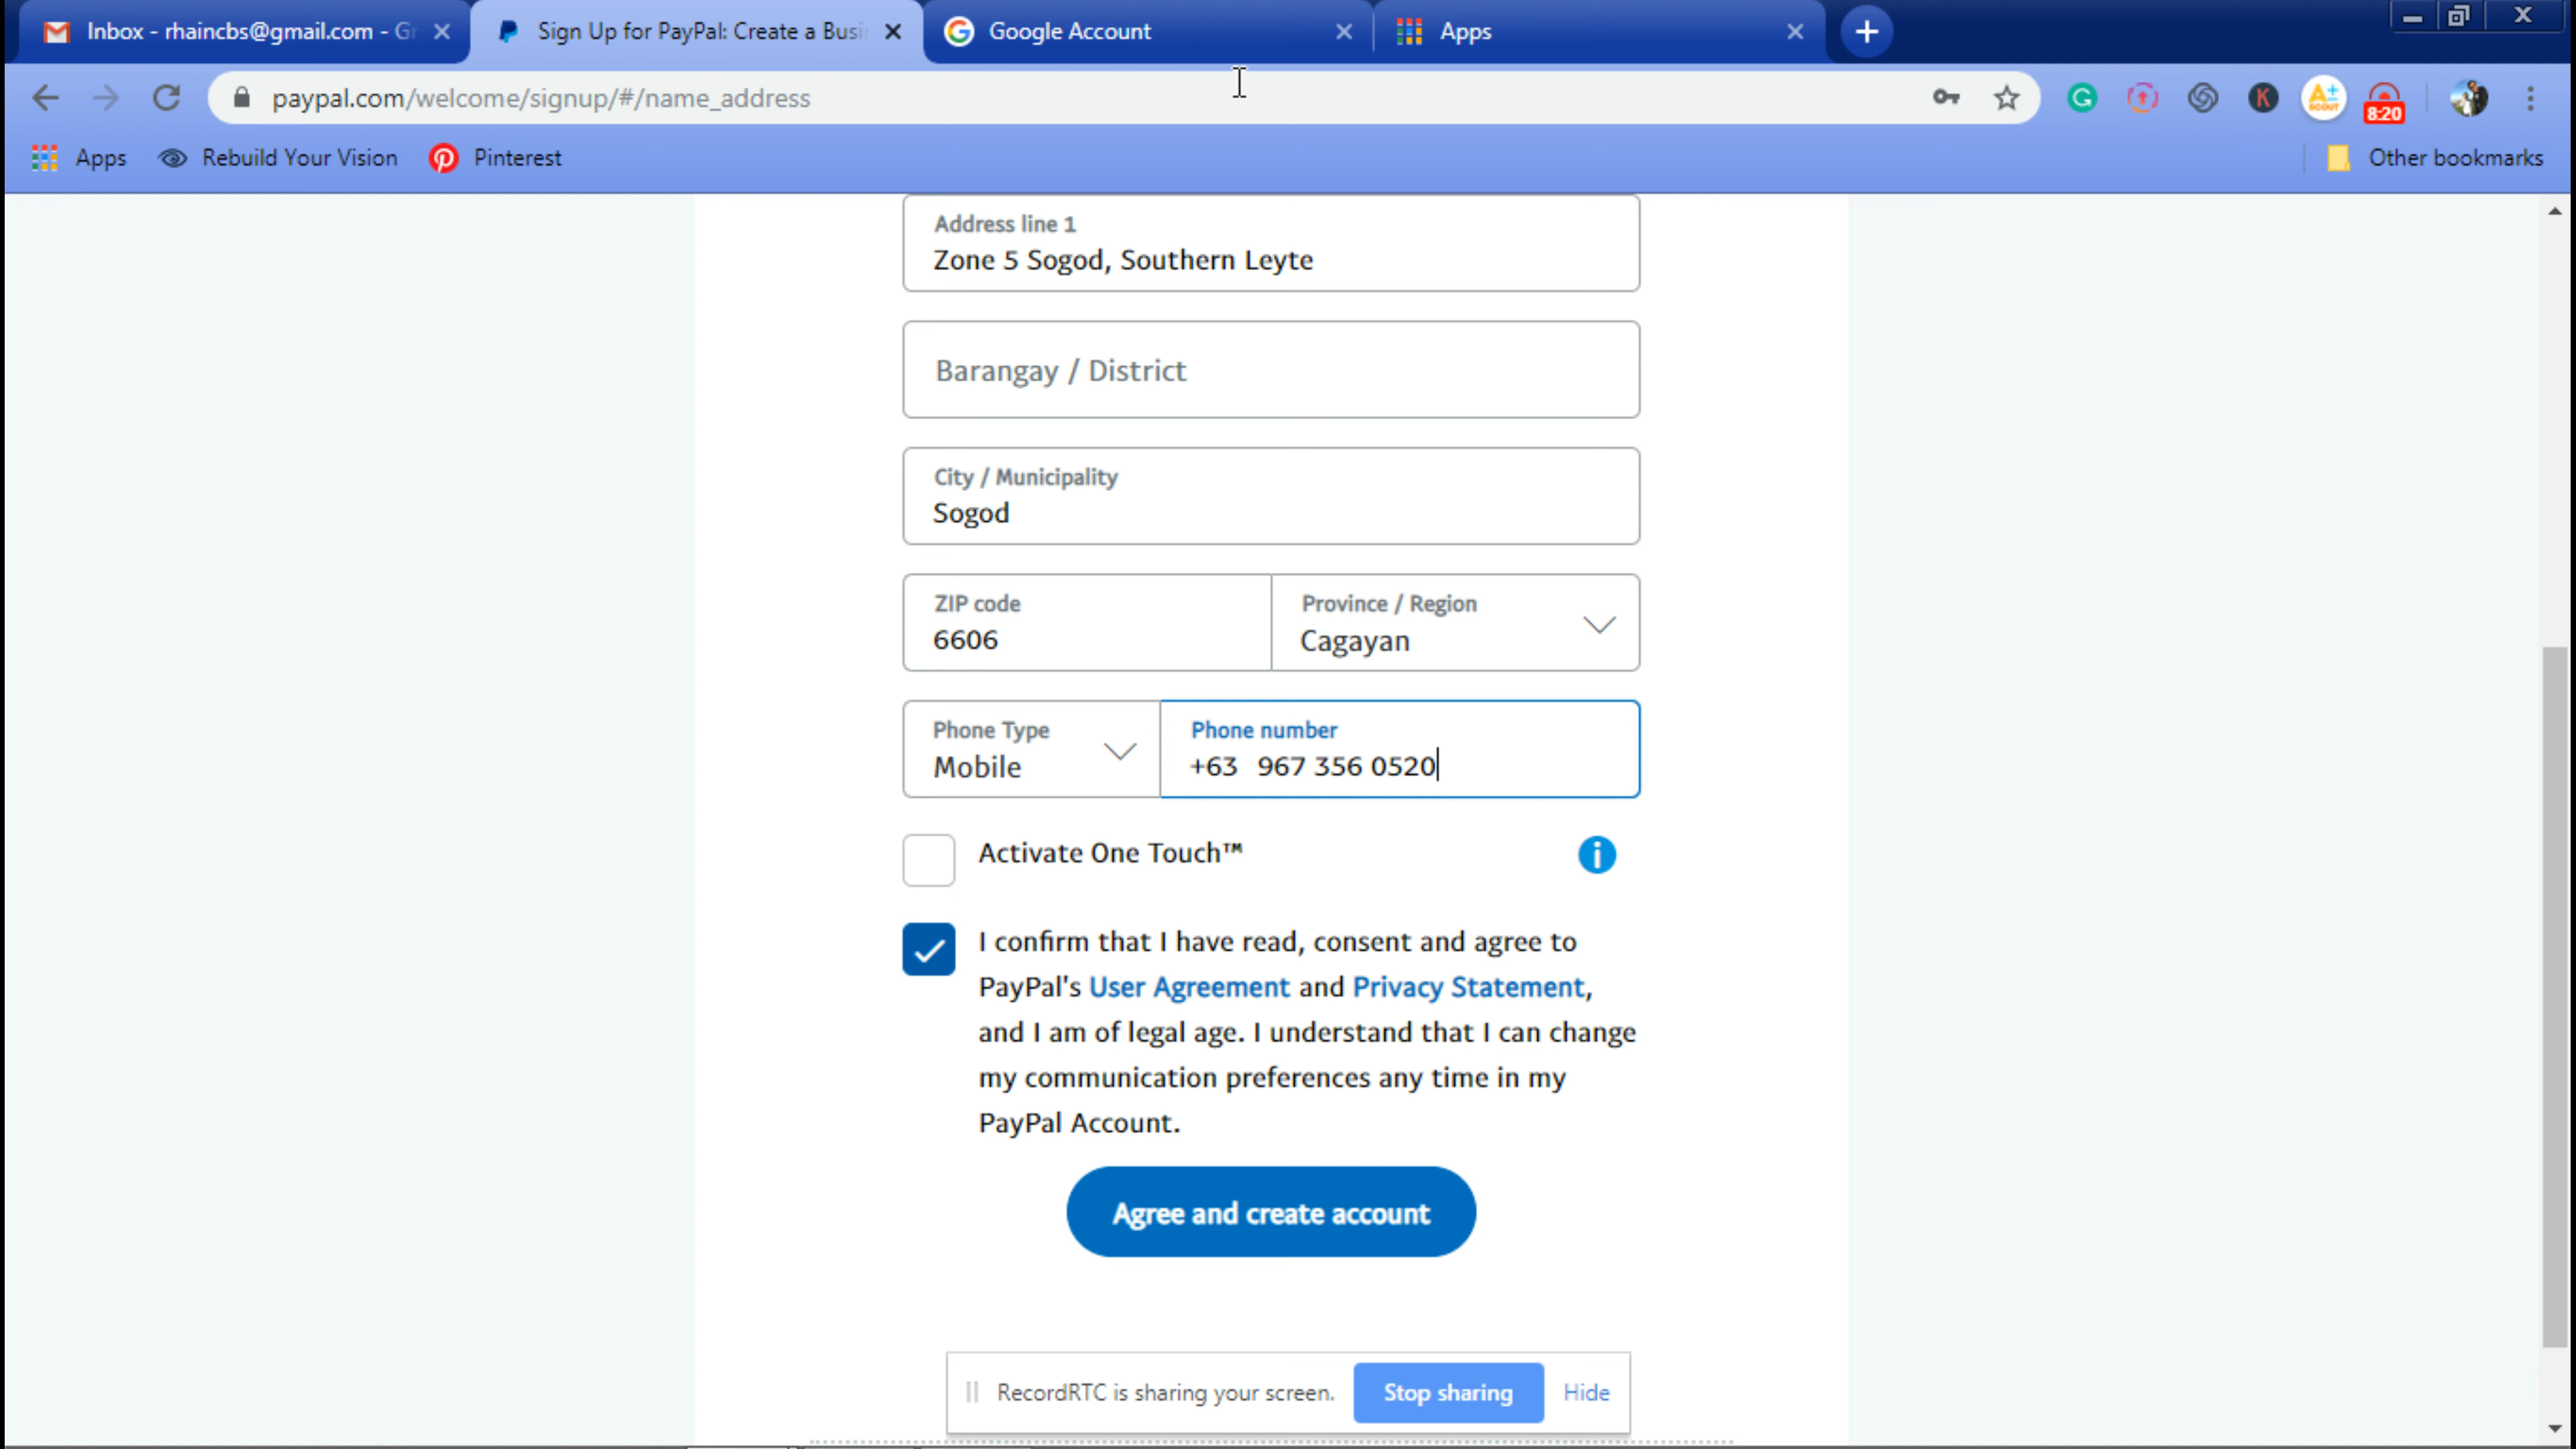 Inbox - rhaincbs@gmail.com - G
Sign Up for PayPal: Create a Busi
Google Account
Apps
paypal.com/welcome/signup/#/name_address
8:20
Apps
Rebuild Your Vision
Pinterest
Other bookmarks
Address line 1
Zone 5 Sogod, Southern Leyte
Barangay / District
City / Municipality
Sogod
ZIP code
6606
Province / Region
Cagayan
Phone Type
Mobile
Phone number
+63 967 356 0520
Activate One Touch™
I confirm that I have read, consent and agree to
PayPal's User Agreement and Privacy Statement,
and I am of legal age. I understand that I can change
my communication preferences any time in my
PayPal Account.
Agree and create account
RecordRTC is sharing your screen.
Stop sharing
Hide